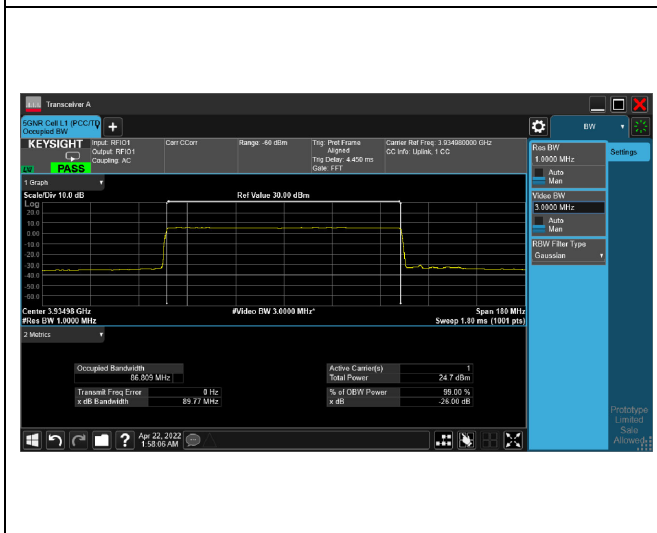 Transceiver A
5GNR Cell L1 (PCC/TD
Occupied BW
KEYSIGHT
Input: RFIO1
Output: RFIO1
Coupling: AC
PASS
Corr CCorr
Range: -60 dBm
Trig: Pret Frame
Aligned
Trig Delay: 4.450 ms
Gate: FFT
Carrier Ref Freq, 3.934980000 GHz
CC Info: Uplink, 1 CC
1 Graph
Scale/Div 10.0 dB
Ref Value 30.00 dBm
Log
20.0
10.0
0.00
-10.0
-20.0
-30.0
-40.0
-50.0
-60.0
Center 3.93498 GHz
#Video BW 3.0000 MHz*
Span 180 MHz
#Res BW 1.0000 MHz
Sweep 1.80 ms (1001 pts)
2 Metrics
Occupied Bandwidth
86.809 MHz
Active Carrier(s) 1
Total Power 24.7 dBm
Transmit Freq Error 0 Hz
x dB Bandwidth 89.77 MHz
% of OBW Power 99.00 %
x dB -26.00 dB
BW
Settings
Res BW
1.0000 MHz
Auto
Man
Video BW
3.0000 MHz
Auto
Man
RBW Filter Type
Gaussian
Prototype
Limited
Sale
Allowed
?
Apr 22, 2022
1:58:06 AM